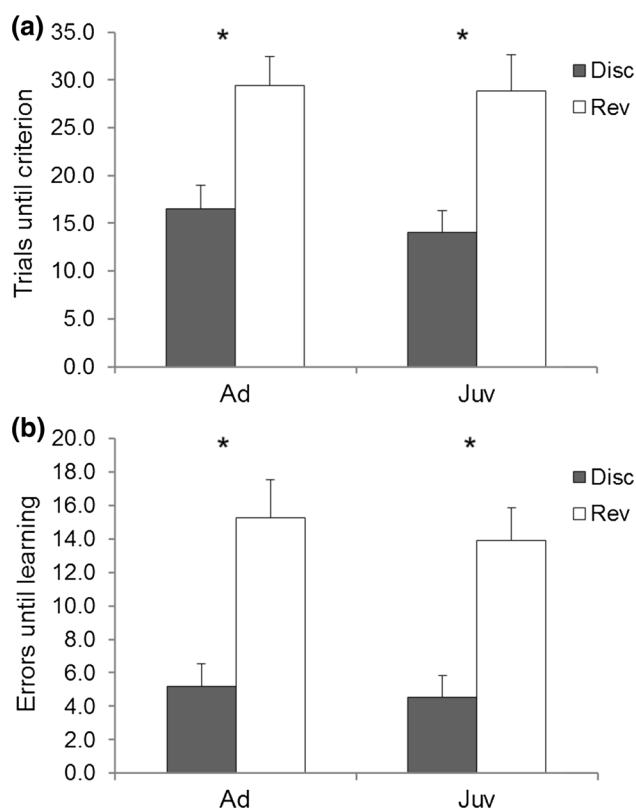 (a)
Trials until criterion
35.0
30.0
25.0
20.0
15.0
10.0
5.0
0.0
* *
Disc
Rev
Ad Juv
(b)
Errors until learning
20.0
18.0
16.0
14.0
12.0
10.0
8.0
6.0
4.0
2.0
0.0
* *
Disc
Rev
Ad Juv